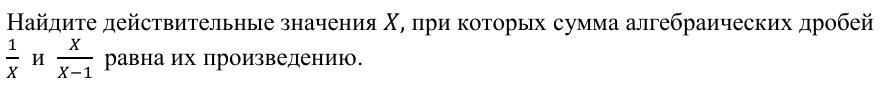 Найдите действительные значения X, при которых сумма алгебраических дробей
1/X и X/(X−1) равна их произведению.